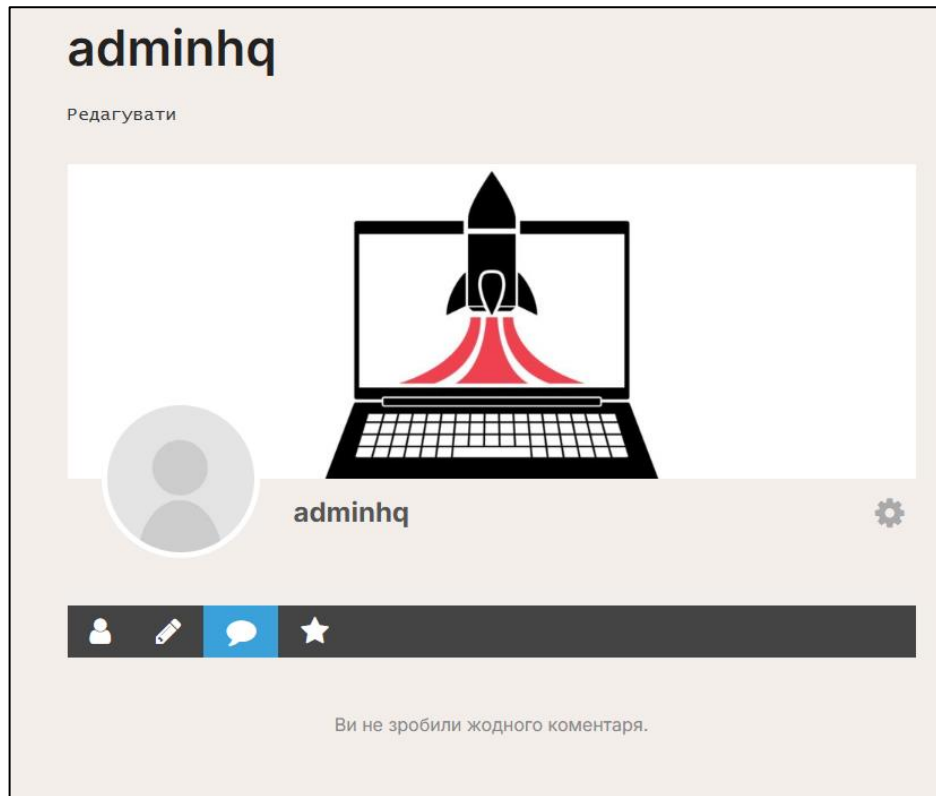 adminhq
Редагувати
adminhq
Ви не зробили жодного коментаря.